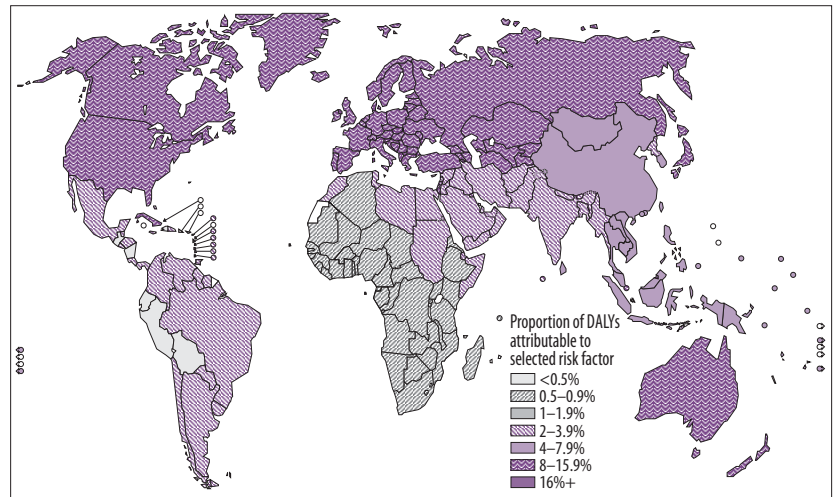 Proportion of DALYs
attributable to
selected risk factor
<0.5%
0.5–0.9%
1–1.9%
2–3.9%
4–7.9%
8–15.9%
16%+